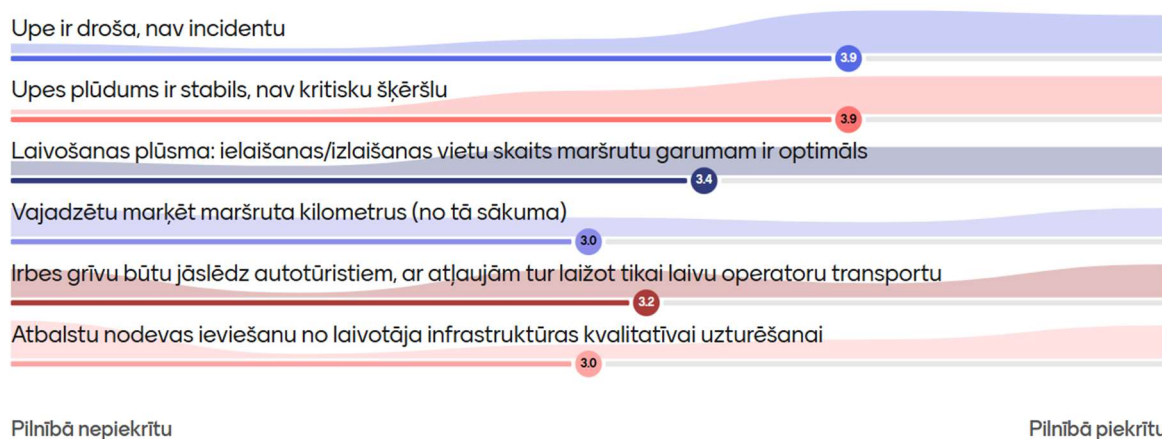 Upe ir droša, nav incidentu
3.9
Upes plūdums ir stabils, nav kritisku šķēršlu
3.9
Laivošanas plūsma: ielaišanas/izlaišanas vietu skaits maršrutu garumam ir optimāls
3.4
Vajadzētu marķēt maršruta kilometrus (no tā sākuma)
3.0
Irbes grīvu būtu jāslēdz autotūristiem, ar atļaujām tur laižot tikai laivu operatoru transportu
3.2
Atbalstu nodevas ieviešanu no laivotāja infrastruktūras kvalitatīvai uzturēšanai
3.0
Pilnībā nepiekrītu Pilnībā piekrītu